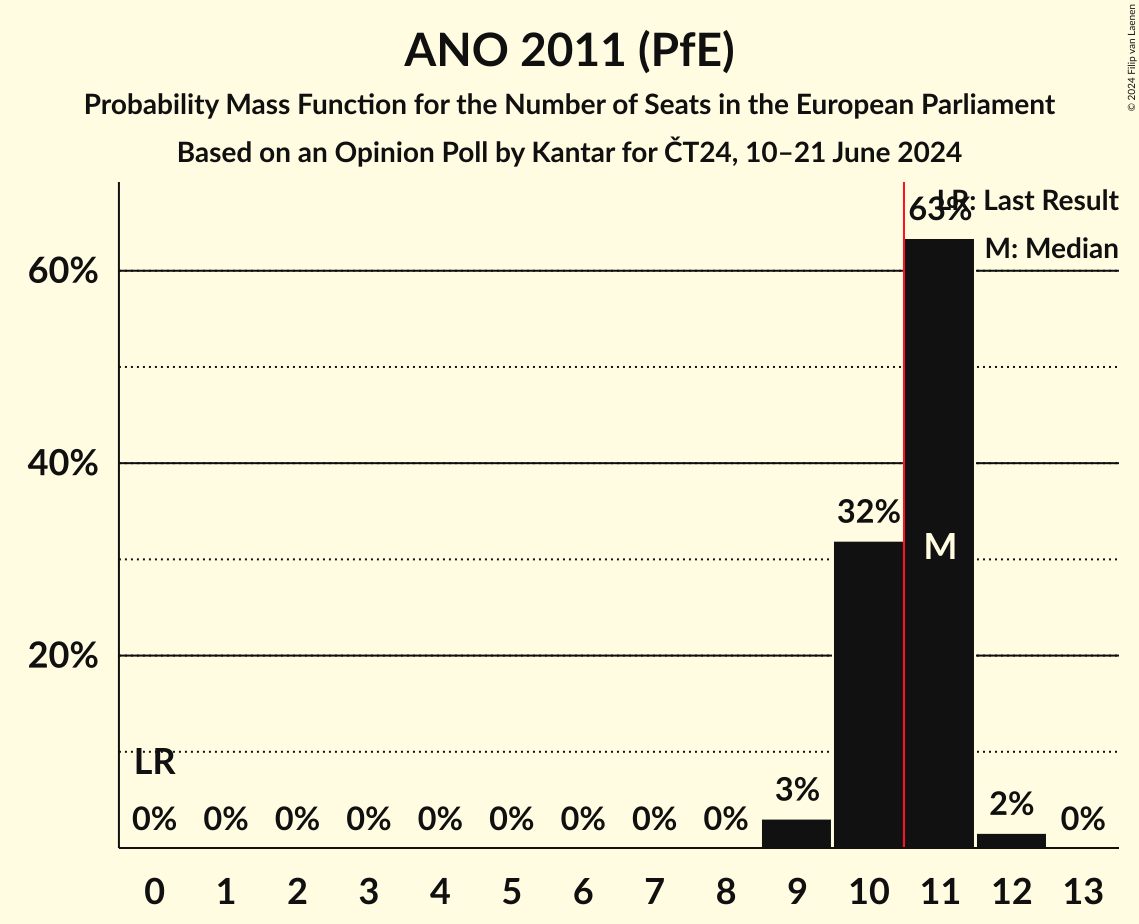 ANO 2011 (PfE)
Probability Mass Function for the Number of Seats in the European Parliament
Based on an Opinion Poll by Kantar for ČT24, 10–21 June 2024
© 2024 Filip van Laenen
LR: Last Result
M: Median
63%
60%
40%
32%
M
20%
LR
0% 0% 0% 0% 0% 0% 0% 0% 0% 3% 2% 0%
0 1 2 3 4 5 6 7 8 9 10 11 12 13